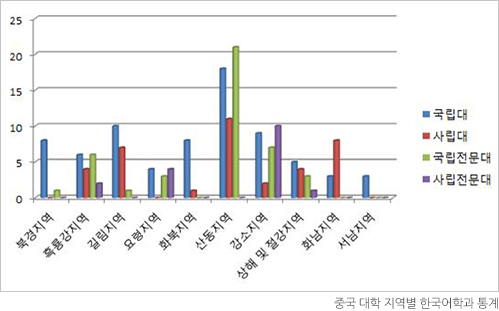 25
20
15
10
5
0
북경지역
흑룡강지역
길림지역
요령지역
화북지역
산동지역
강소지역
상해 및 절강지역
화남지역
서남지역
국립대
사립대
국립전문대
사립전문대
중국 대학 지역별 한국어학과 통계